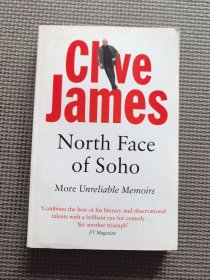 Clive
James
North Face
of Soho
More Unreliable Memoirs
'Combines the best of his literary and observational
talents with a brilliant eye for comedy . . .
Yet another triumph'
FT Magazine